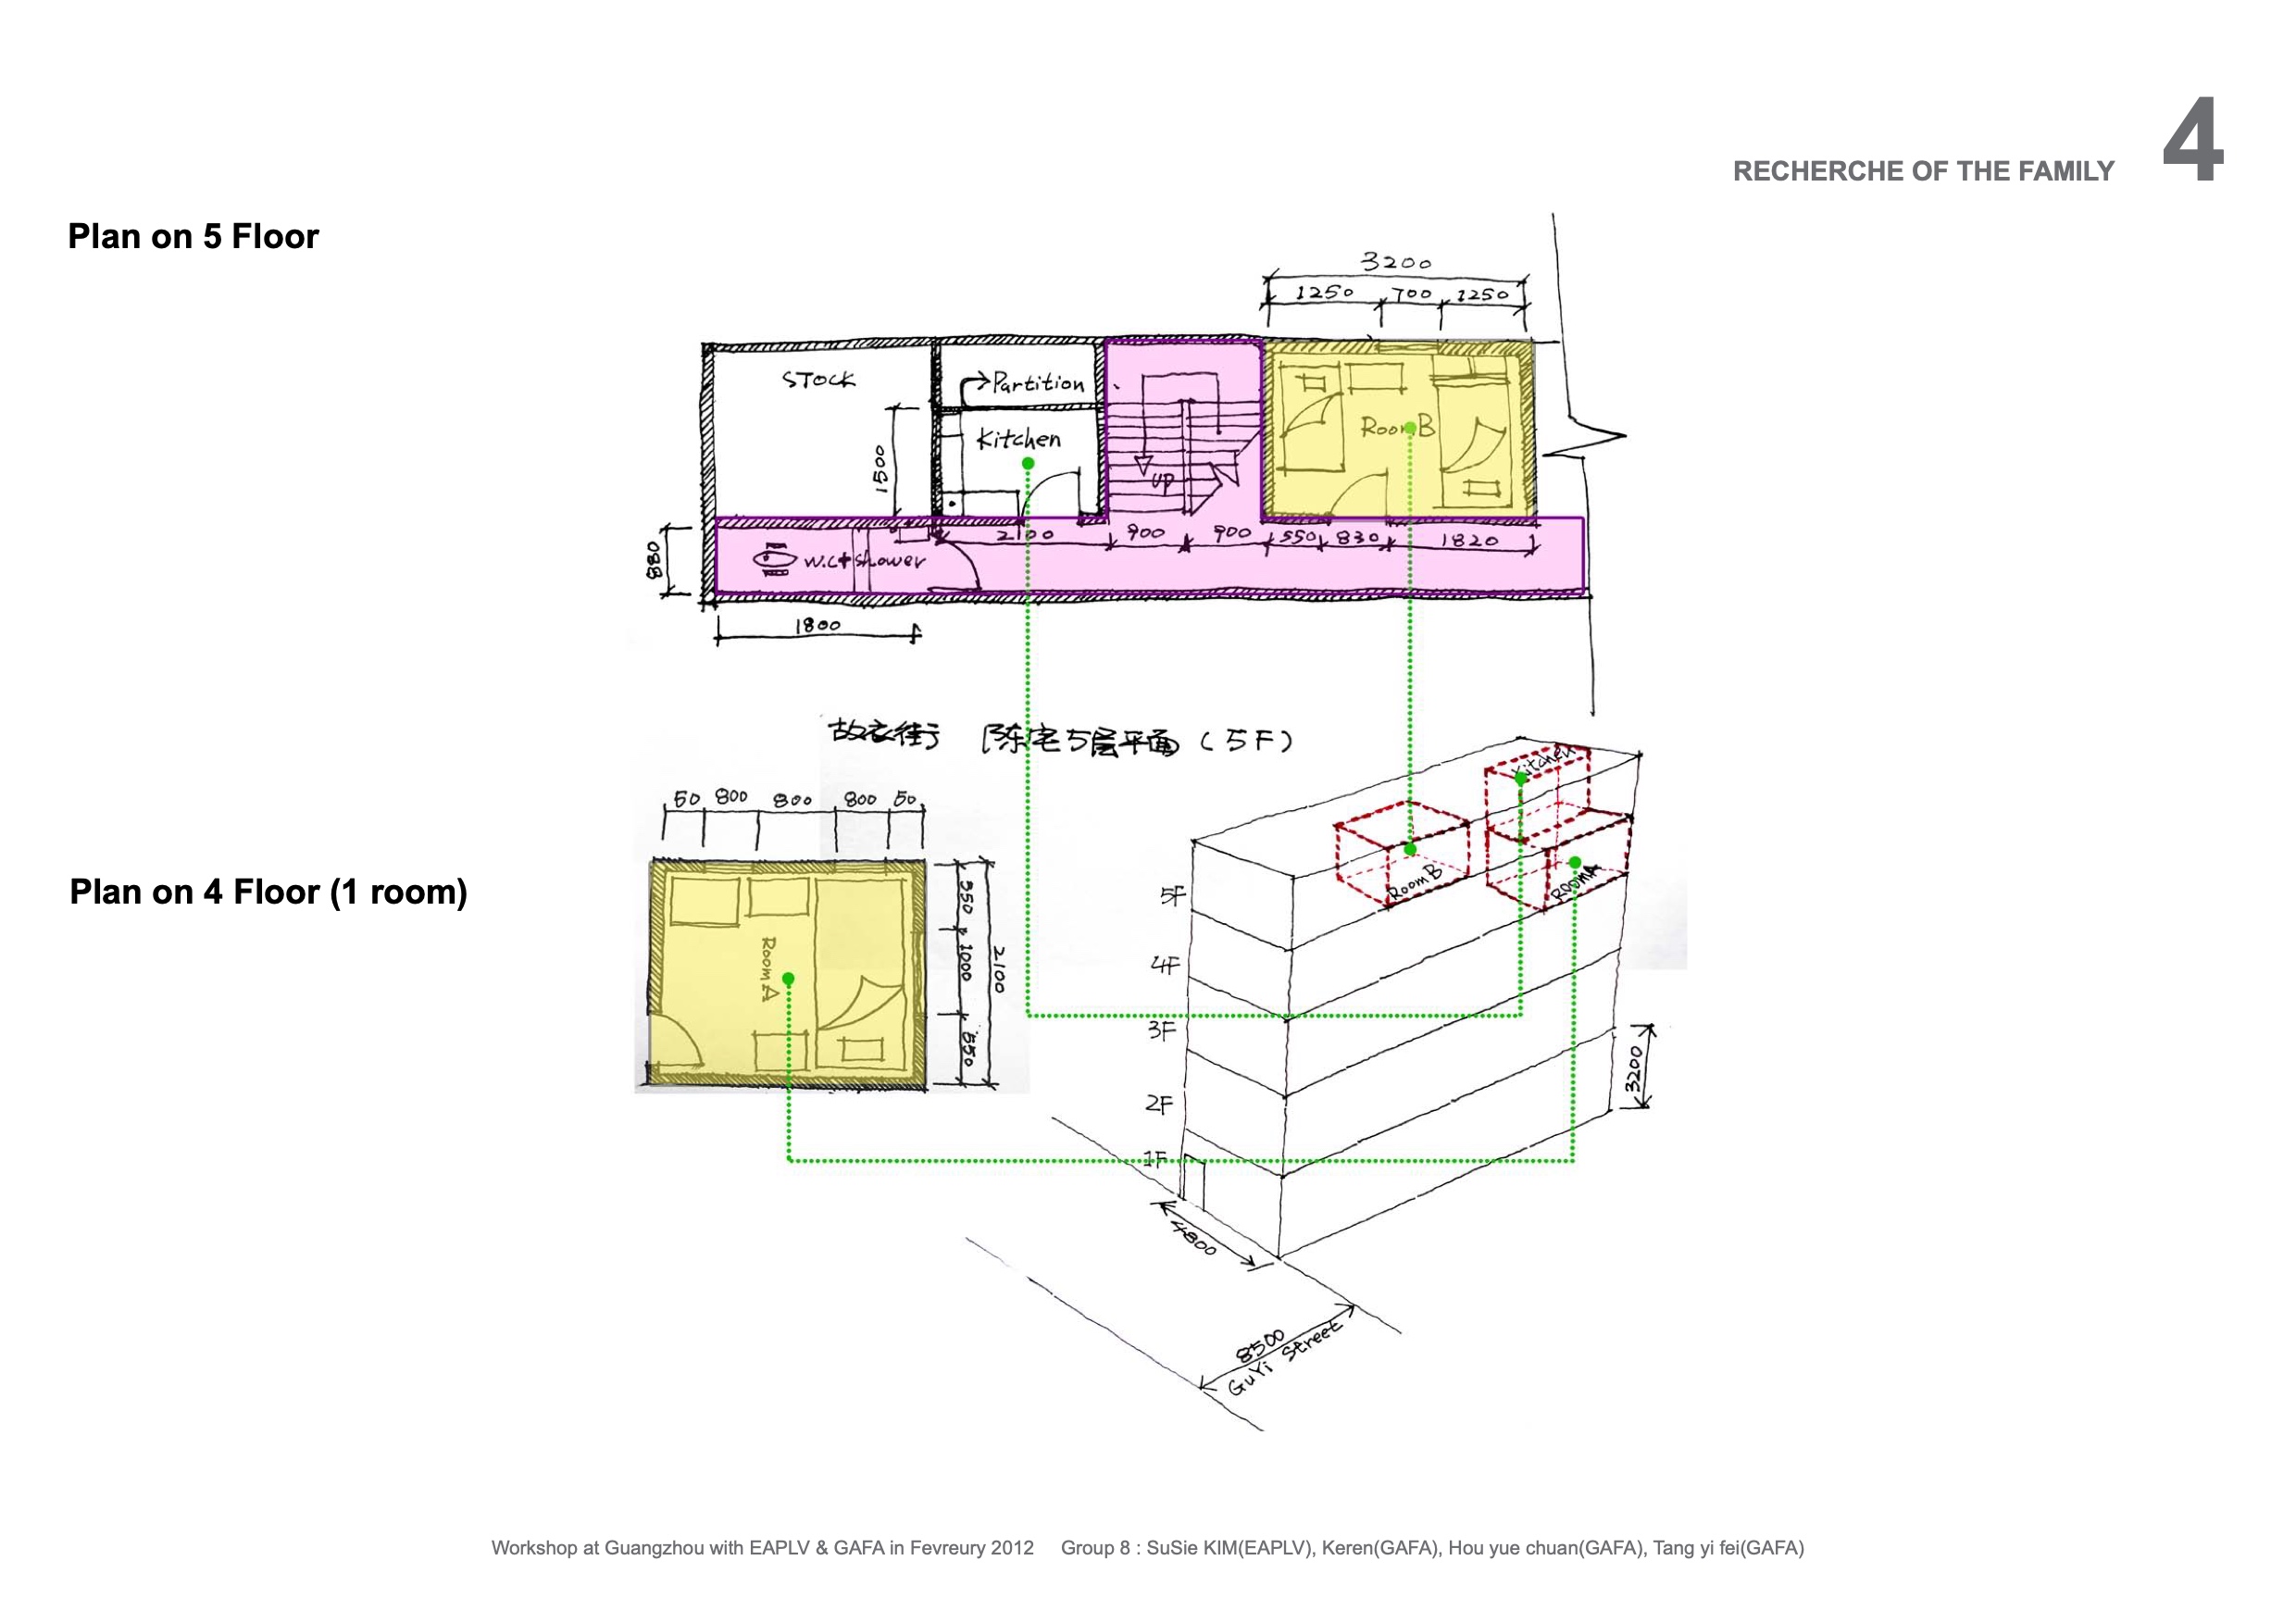 4
RECHERCHE OF THE FAMILY
Plan on 5 Floor
3200
1250 700 1250
STOCK
Partition
Kitchen
Room B
1500
UP
2100 900 900 550 830 1820
880
W.C+shower
1800
故衣街 陈宅5层平面(5F)
Kitchen
50 800 800 800 50
Plan on 4 Floor (1 room)
Room A
550 1000 550
2100
Room B
Room A
5F
4F
3F
2F
1F
3200
4800
8500
GuYi Street
Workshop at Guangzhou with EAPLV & GAFA in Fevreury 2012 Group 8 : SuSie KIM(EAPLV), Keren(GAFA), Hou yue chuan(GAFA), Tang yi fei(GAFA)